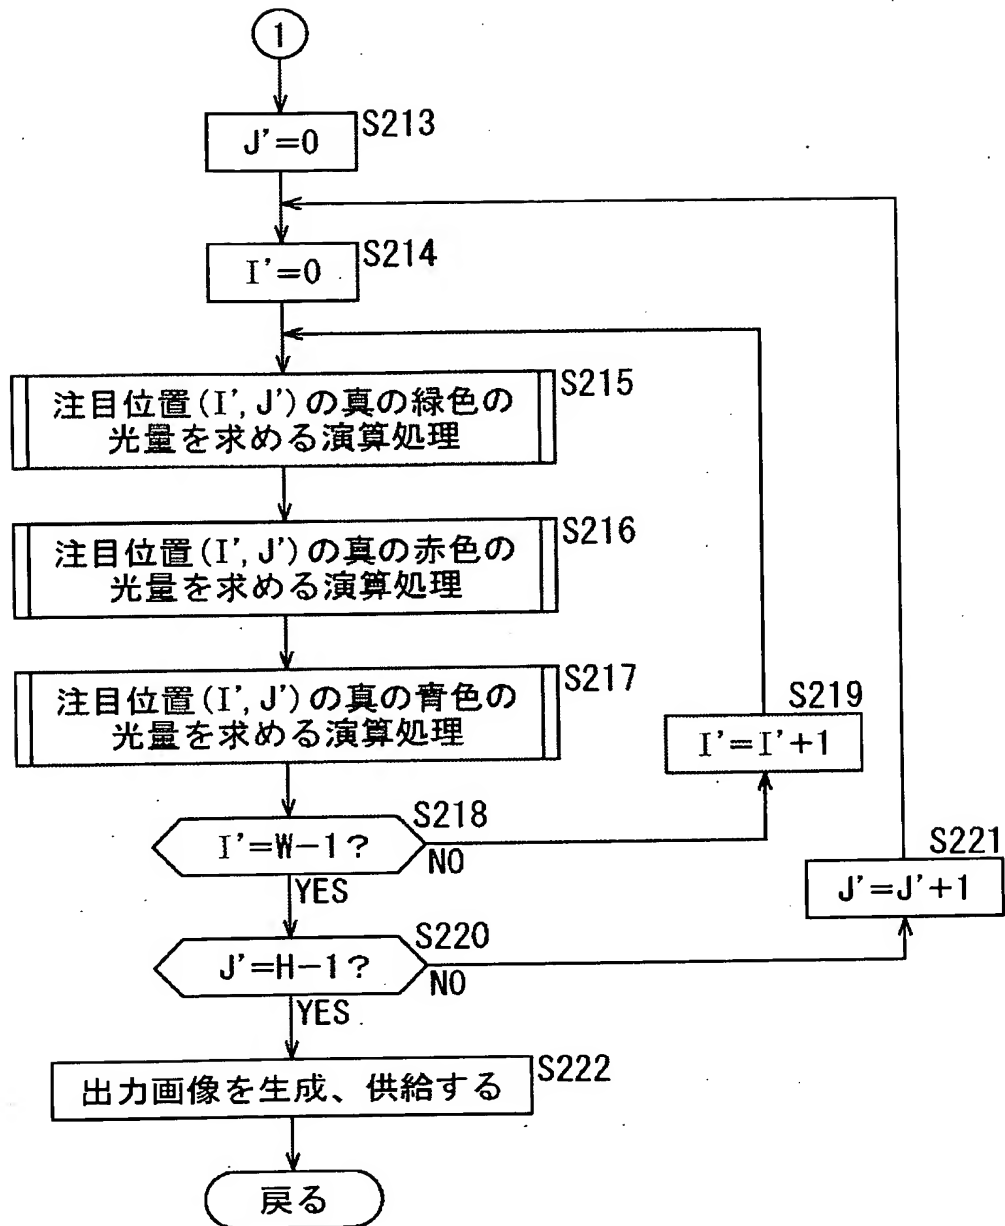 1
S213
J'=0
S214
I'=0
S215
注目位置(I',J')の真の緑色の
光量を求める演算処理
S216
注目位置(I',J')の真の赤色の
光量を求める演算処理
S217
注目位置(I',J')の真の青色の
光量を求める演算処理
S219
I'=I'+1
S218
I'=W-1?
NO
YES
S221
J'=J'+1
S220
J'=H-1?
NO
YES
S222
出力画像を生成、供給する
戻る